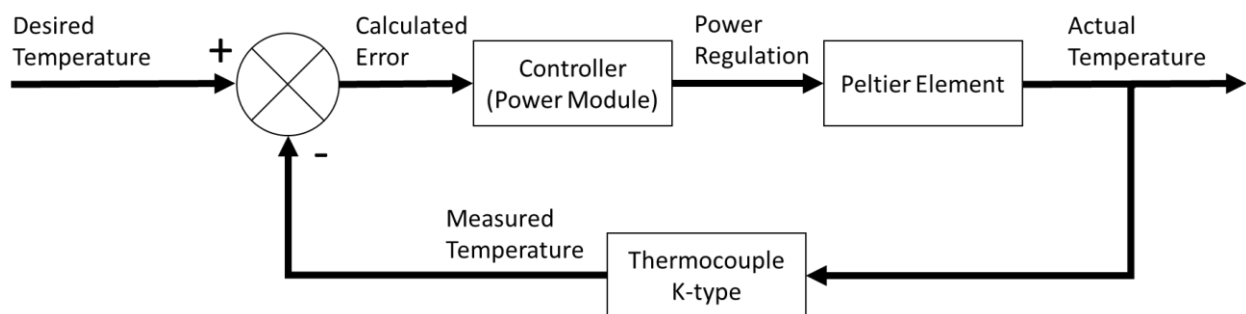 Desired
Temperature
+
Calculated
Error
Controller
(Power Module)
Power
Regulation
Peltier Element
Actual
Temperature
-
Measured
Temperature
Thermocouple
K-type